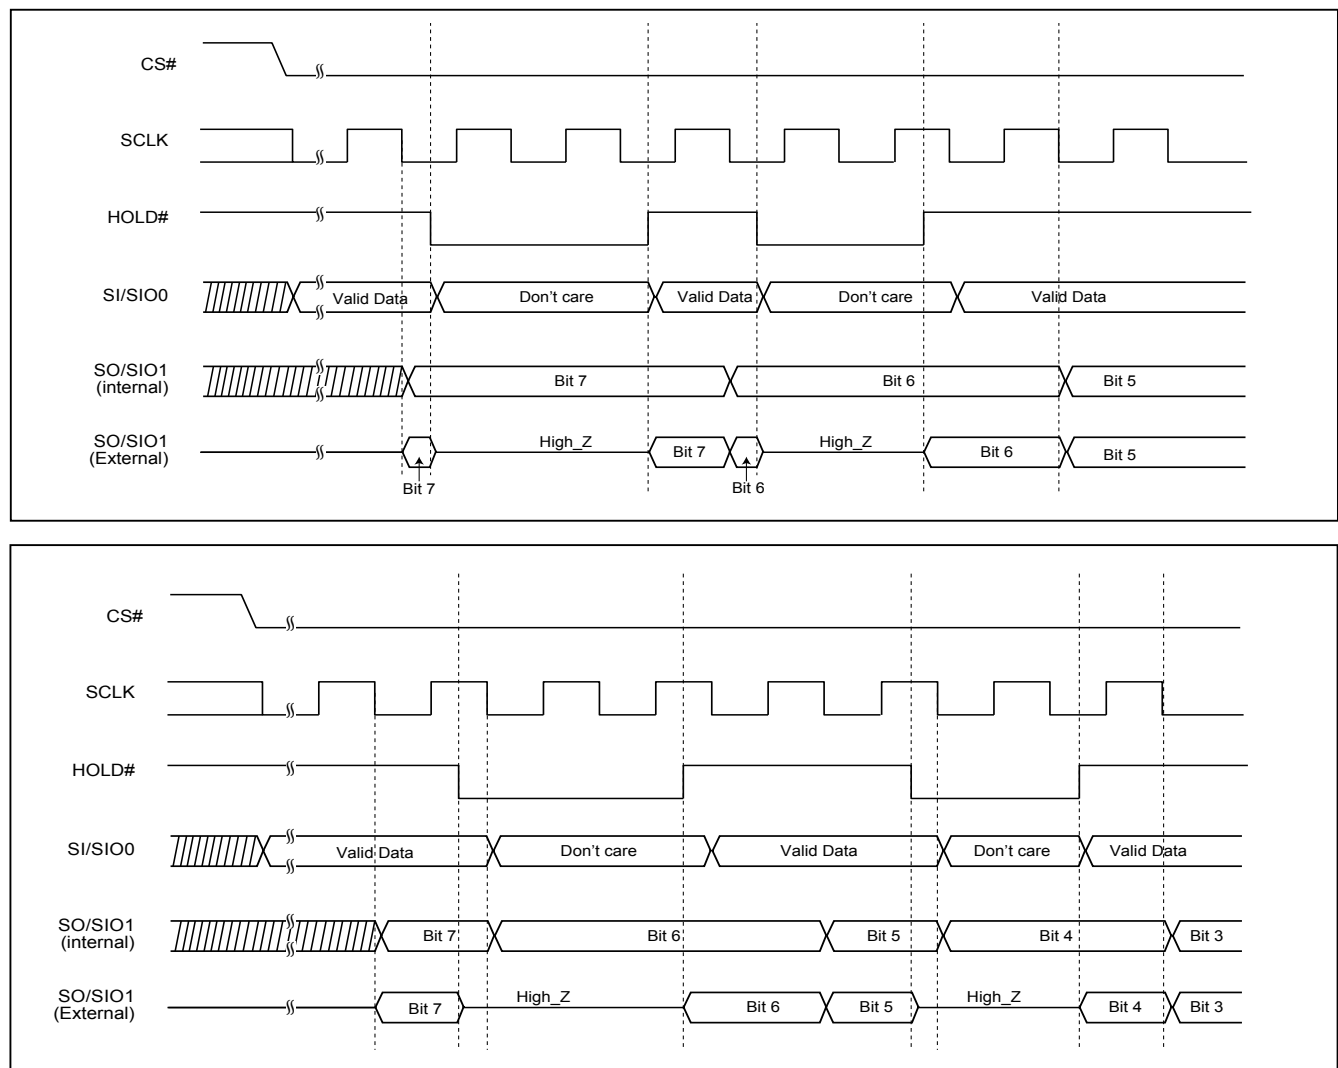 CS#
SCLK
HOLD#
SI/SIO0 Valid Data Don't care Valid Data Don't care Valid Data
SO/SIO1
(internal) Bit 7 Bit 6 Bit 5
SO/SIO1
(External) High_Z Bit 7 High_Z Bit 6 Bit 5
Bit 7 Bit 6
CS#
SCLK
HOLD#
SI/SIO0 Valid Data Don't care Valid Data Don't care Valid Data
SO/SIO1
(internal) Bit 7 Bit 6 Bit 5 Bit 4 Bit 3
SO/SIO1
(External) Bit 7 High_Z Bit 6 Bit 5 High_Z Bit 4 Bit 3